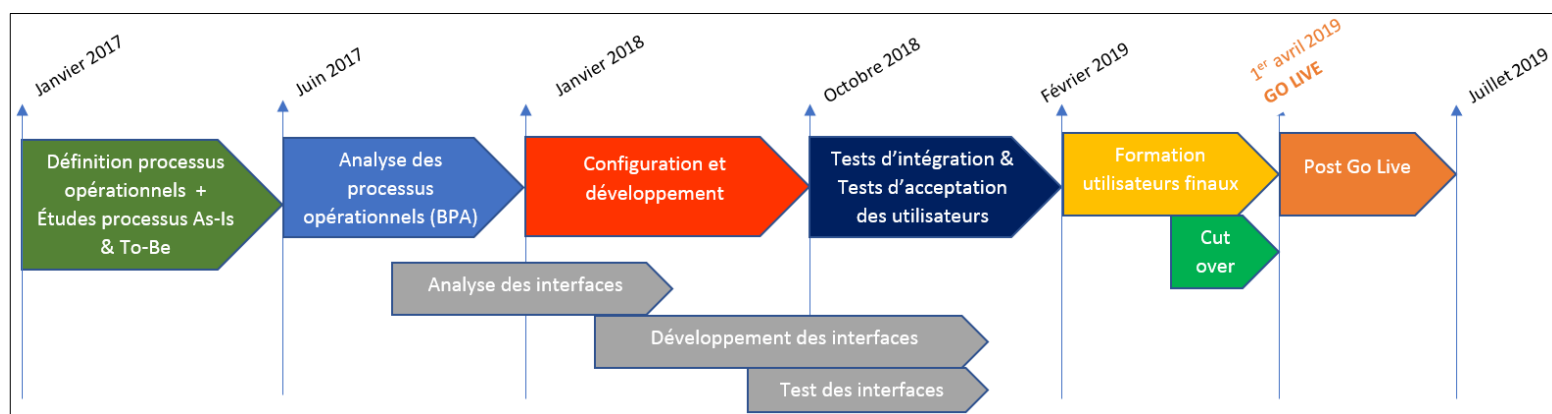 Janvier 2017
Juin 2017
Janvier 2018
Octobre 2018
Février 2019
1er avril 2019
GO LIVE
Juillet 2019
Définition processus
opérationnels +
Études processus As-Is
& To-Be
Analyse des
processus
opérationnels (BPA)
Configuration et
développement
Tests d'intégration &
Tests d'acceptation
des utilisateurs
Formation
utilisateurs finaux
Post Go Live
Cut
over
Analyse des interfaces
Développement des interfaces
Test des interfaces